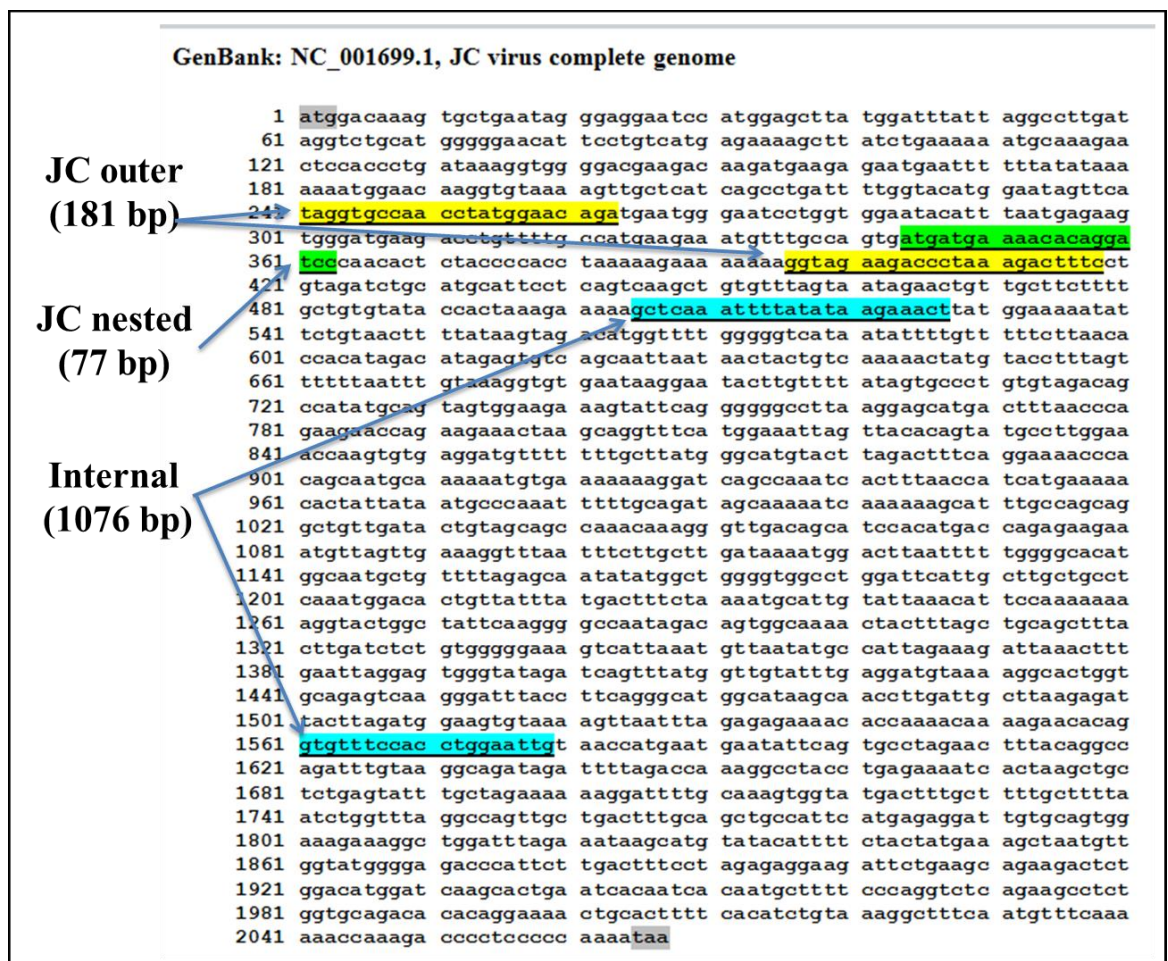 GenBank: NC_001699.1, JC virus complete genome
1 atggacaaag tgctgaatag ggaggaatcc atggagctta tggatttatt aggccttgat
61 aggtctgcat gggggaacat tcctgtcatg agaaaagctt atctgaaaaa atgcaaagaa
121 ctccaccctg ataaaggtgg ggacgaagac aagatgaaga gaatgaattt tttatataaa
JC outer
(181 bp)
181 aaaatggaac aaggtgtaaa agttgctcat cagcctgatt ttggtacatg gaatagttca
241 taggtgccaa cctatggaac agatgaatgg gaatcctggt ggaatacatt taatgagaag
301 tgggatgaag acctgttttg ccatgaagaa atgtttgcca gtgatgatga aaacacagga
361 tcccaacact ctaccccacc taaaaagaaa aaaaaggtag aagaccctaa agactttcct
421 gtagatctgc atgcattcct cagtcaagct gtgtttagta atagaactgt tgcttctttt
JC nested
(77 bp)
481 gctgtgtata ccactaaaga aaaagctcaa attttatata agaaacttat ggaaaaatat
541 tctgtaactt ttataagtag acatggtttt gggggtcata atattttgtt ttttcttaaca
601 ccacatagac atagagtgtc agcaattaat aactactgtc aaaaactatg tacctttagt
661 tttttaattt gtaaaggtgt gaataaggaa tacttgtttt atagtgccct gtgtagacag
721 ccatatgcag tagtggaaga aagtattcag gggggcctta aggagcatga ctttaaccca
781 gaagaaccag aagaaactaa gcaggtttca tggaaattag ttacacagta tgccttggaa
841 accaagtgtg aggatgtttt tttgcttatg ggcatgtact tagactttca ggaaaaccca
Internal
(1076 bp)
901 cagcaatgca aaaaatgtga aaaaaaggat cagccaaatc actttaacca tcatgaaaaa
961 cactattata atgcccaaat ttttgcagat agcaaaaatc aaaaaagcat ttgccagcag
1021 gctgttgata ctgtagcagc caaacaaagg gttgacagca tccacatgac cagagaagaa
1081 atgttagttg aaaggtttaa tttcttgctt gataaaatgg acttaatttt tggggcacat
1141 ggcaatgctg ttttagagca atatatggct ggggtggcct ggattcattg cttgctgcct
1201 caaatggaca ctgttattta tgactttcta aaatgcattg tattaaacat tccaaaaaaa
1261 aggtactggc tattcaaggg gccaatagac agtggcaaaa ctactttagc tgcagcttta
1321 cttgatctct gtgggggaaa gtcattaaat gttaatatgc cattagaaag attaaacttt
1381 gaattaggag tgggtataga tcagtttatg gttgtatttg aggatgtaaa aggcactggt
1441 gcagagtcaa gggatttacc ttcagggcat ggcataagca accttgattg cttaagagat
1501 tacttagatg gaagtgtaaa agttaattta gagagaaaac accaaaacaa aagaacacag
1561 gtgtttccac ctggaattgt aaccatgaat gaatattcag tgcctagaac tttacaggcc
1621 agatttgtaa ggcagataga ttttagacca aaggcctacc tgagaaaatc actaagctgc
1681 tctgagtatt tgctagaaaa aaggattttg caaagtggta tgactttgct tttgctttta
1741 atctggttta ggccagttgc tgactttgca gctgccattc atgagaggat tgtgcagtgg
1801 aaagaaaggc tggatttaga aataagcatg tatacatttt ctactatgaa agctaatgtt
1861 ggtatgggga gacccattct tgactttcct agagaggaag attctgaagc agaagactct
1921 ggacatggat caagcactga atcacaatca caatgctttt cccaggtctc agaagcctct
1981 ggtgcagaca cacaggaaaa ctgcactttt cacatctgta aaggctttca atgtttcaaa
2041 aaaccaaaga cccctccccc aaaataa